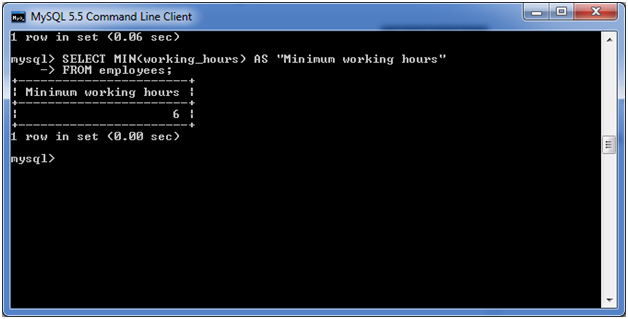 MySQL 5.5 Command Line Client
1 row in set (0.06 sec)
mysql> SELECT MIN(working_hours) AS "Minimum working hours"
    -> FROM employees;
+-----------------------+
| Minimum working hours |
+-----------------------+
|                     6 |
+-----------------------+
1 row in set (0.00 sec)
mysql>